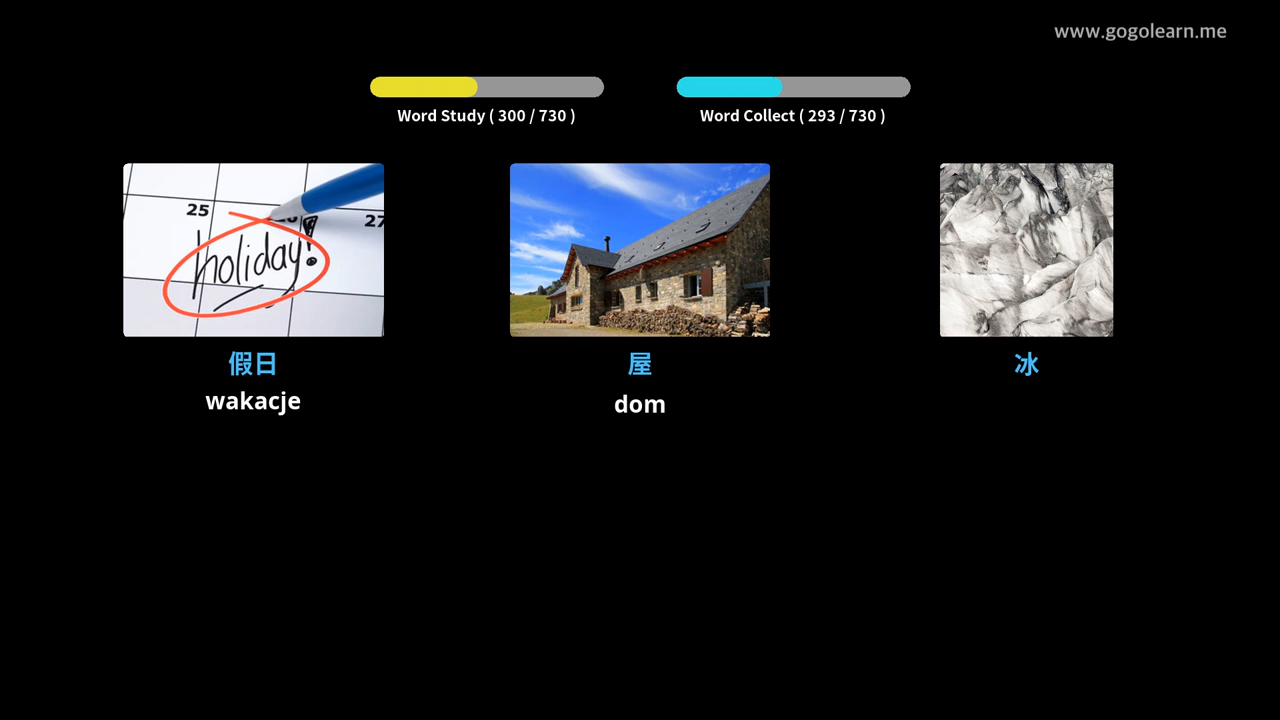 www.gogolearn.me
Word Study ( 300 / 730 )
Word Collect ( 293 / 730 )
25
27
holiday!
假日
屋
冰
wakacje
dom